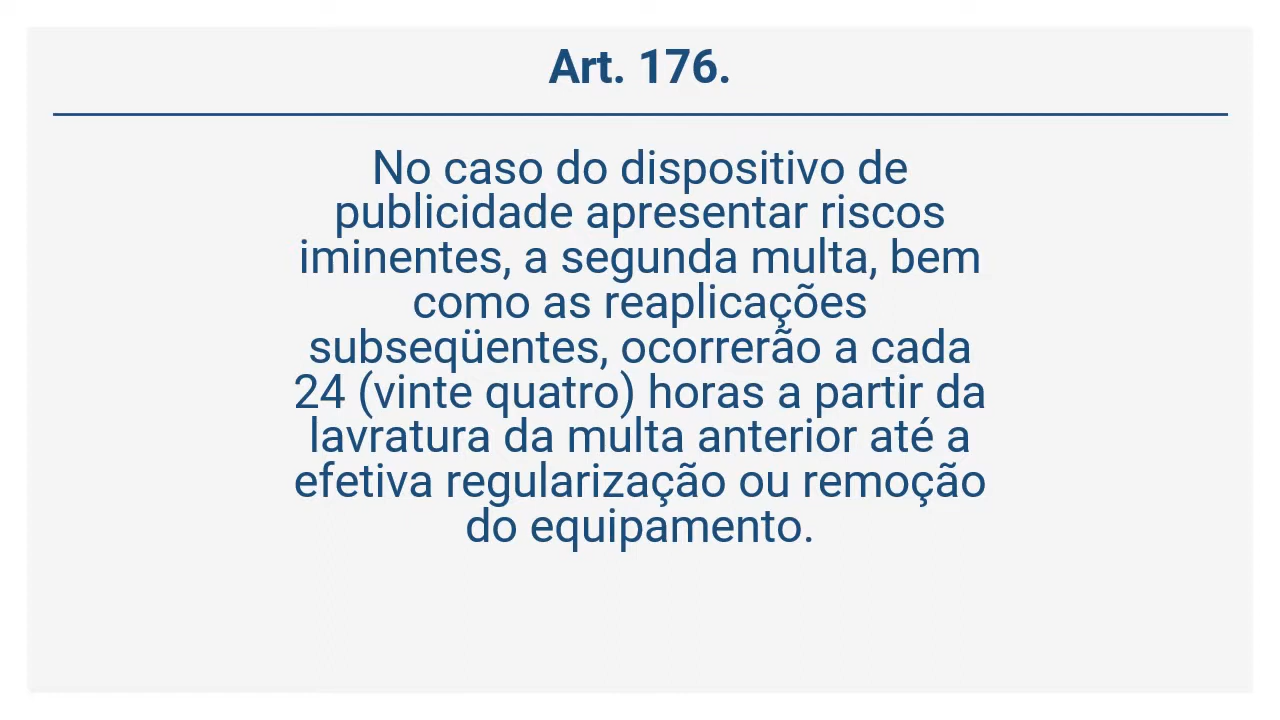 Art. 176.
No caso do dispositivo de
publicidade apresentar riscos
iminentes, a segunda multa, bem
como as reaplicações
subseqüentes, ocorrerão a cada
24 (vinte quatro) horas a partir da
lavratura da multa anterior até a
efetiva regularização ou remoção
do equipamento.